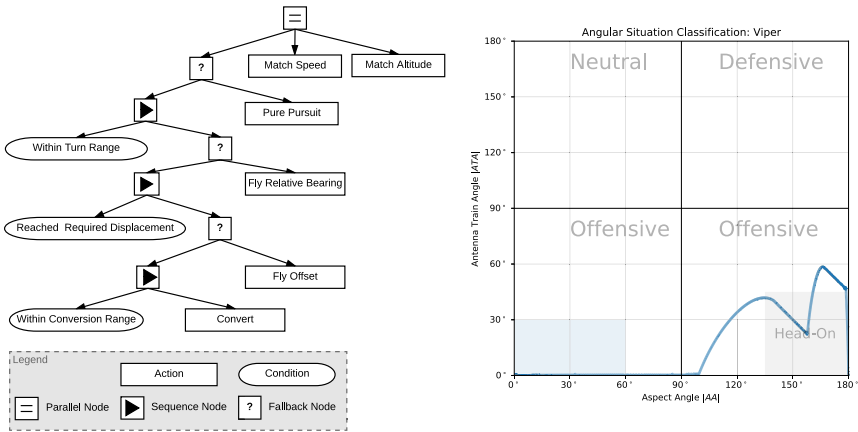 ?
Match Speed
Match Altitude
Pure Pursuit
Within Turn Range
?
Fly Relative Bearing
Reached Required Displacement
?
Fly Offset
Within Conversion Range
Convert
Legend
Action
Condition
Parallel Node
Sequence Node
?
Fallback Node
Angular Situation Classification: Viper
Antenna Train Angle |ATA|
180°
150°
120°
90°
60°
30°
0°
Neutral
Defensive
Offensive
Offensive
Head-On
0°
30°
60°
90°
120°
150°
180°
Aspect Angle |AA|